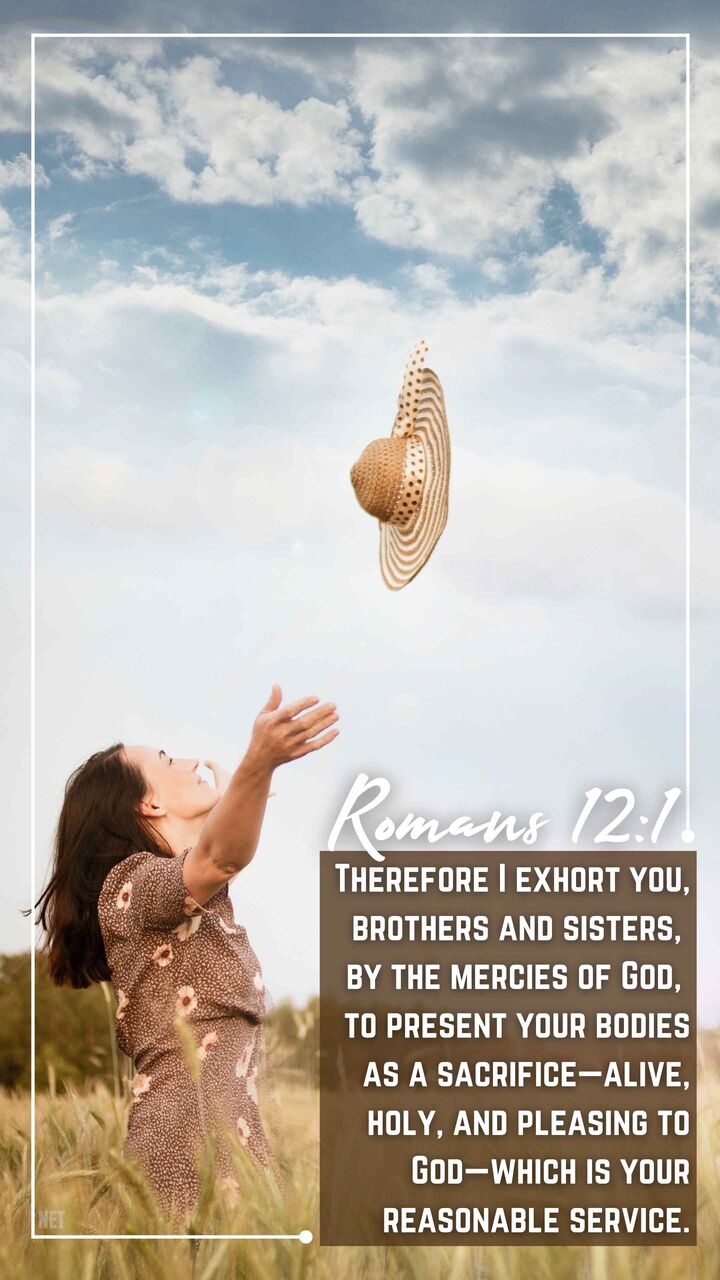 Romans 12:1
Therefore I exhort you,
brothers and sisters,
by the mercies of God,
to present your bodies
as a sacrifice—alive,
holy, and pleasing to
God—which is your
reasonable service.
NET